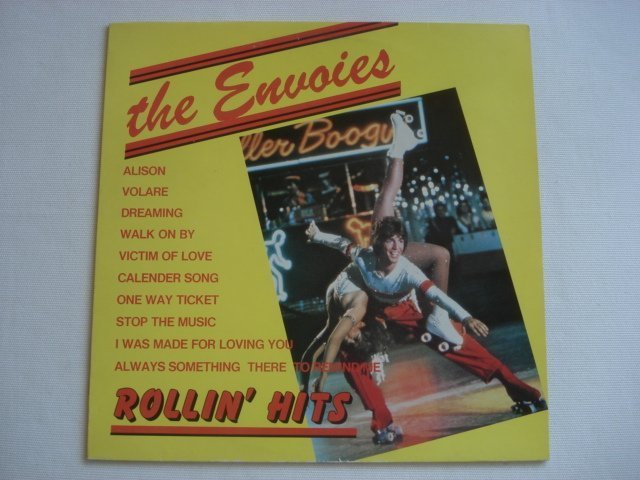 the Envoies
ller Boogi
ALISON
VOLARE
DREAMING
WALK ON BY
VICTIM OF LOVE
CALENDER SONG
ONE WAY TICKET
STOP THE MUSIC
I WAS MADE FOR LOVING YOU
ALWAYS SOMETHING THERE TO REMIND ME
ROLLIN' HITS